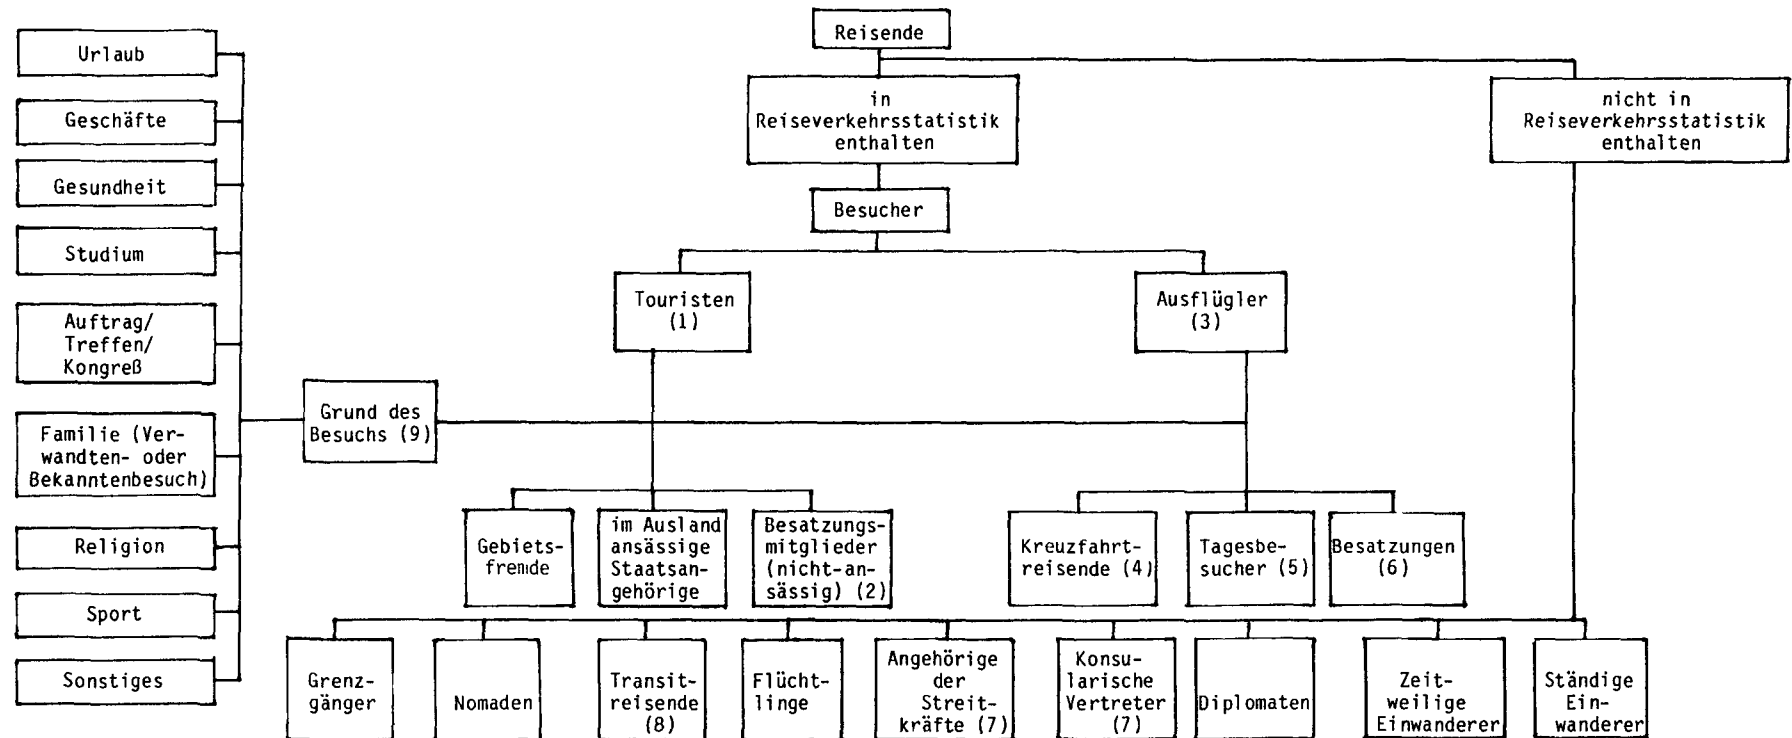 Reisende
in
Reiseverkehrsstatistik
enthalten
nicht in
Reiseverkehrsstatistik
enthalten
Besucher
Touristen
(1)
Ausflügler
(3)
Urlaub
Geschäfte
Gesundheit
Studium
Auftrag/
Treffen/
Kongreß
Familie (Ver-
wandten- oder
Bekanntenbesuch)
Religion
Sport
Sonstiges
Grund des
Besuchs (9)
Gebiets-
fremde
im Ausland
ansässige
Staatsan-
gehörige
Besatzungs-
mitglieder
(nicht-an-
sässig) (2)
Kreuzfahrt-
reisende (4)
Tagesbe-
sucher (5)
Besatzungen
(6)
Grenz-
gänger
Nomaden
Transit-
reisende
(8)
Flücht-
linge
Angehörige
der
Streit-
kräfte (7)
Konsu-
larische
Vertreter
(7)
Diplomaten
Zeit-
weilige
Einwanderer
Ständige
Ein-
wanderer